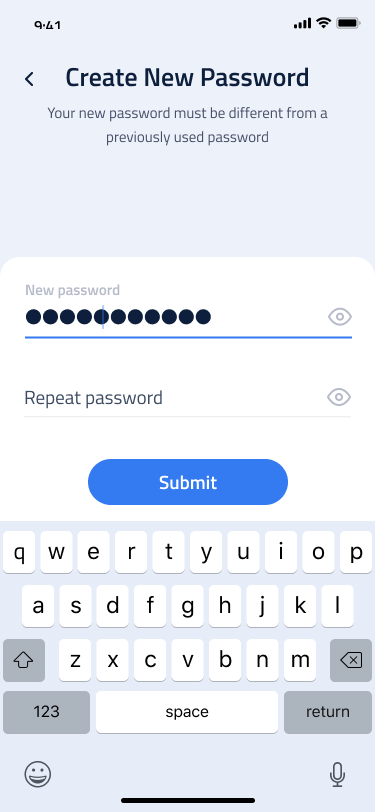 9:41
Create New Password
Your new password must be different from a
previously used password
New password
●●●●●●●●●●●
Repeat password
Submit
q w e r t y u i o p
a s d f g h j k l
z x c v b n m
123 space return